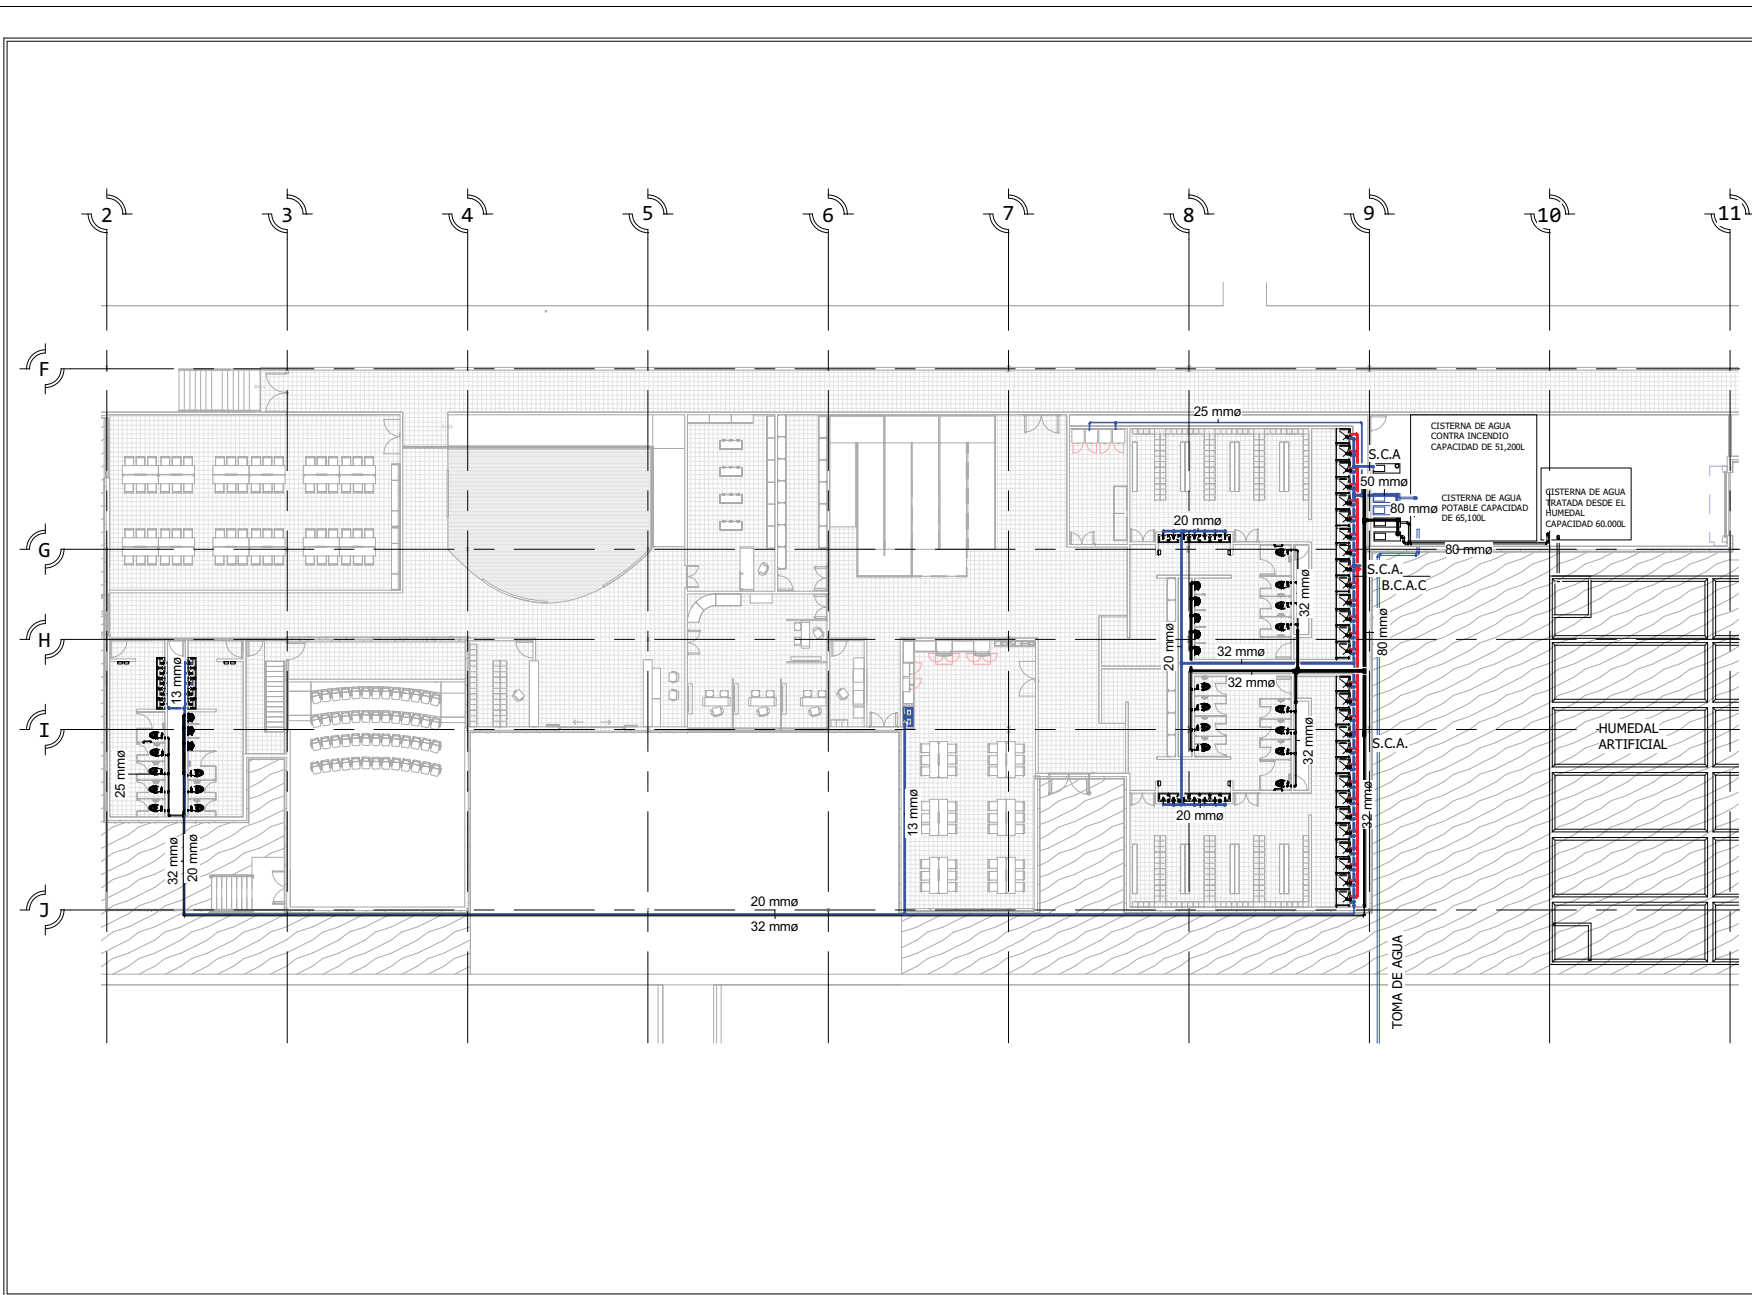 2 3 4 5 6 7 8 9 10 11
F
25 mmø
CISTERNA DE AGUA
CONTRA INCENDIO
CAPACIDAD DE 51,200L
S.C.A
50 mmø
CISTERNA DE AGUA
POTABLE CAPACIDAD
DE 65,100L
CISTERNA DE AGUA
TRATADA DESDE EL
HUMEDAL
CAPACIDAD 60.000L
80 mmø
20 mmø
G
80 mmø
S.C.A.
B.C.A.C
32 mmø
H
80 mmø
20 mmø
32 mmø
32 mmø
13 mmø
I
HUMEDAL
ARTIFICIAL
S.C.A.
32 mmø
25 mmø
13 mmø
20 mmø
32 mmø
32 mmø
20 mmø
J
20 mmø
32 mmø
TOMA DE AGUA